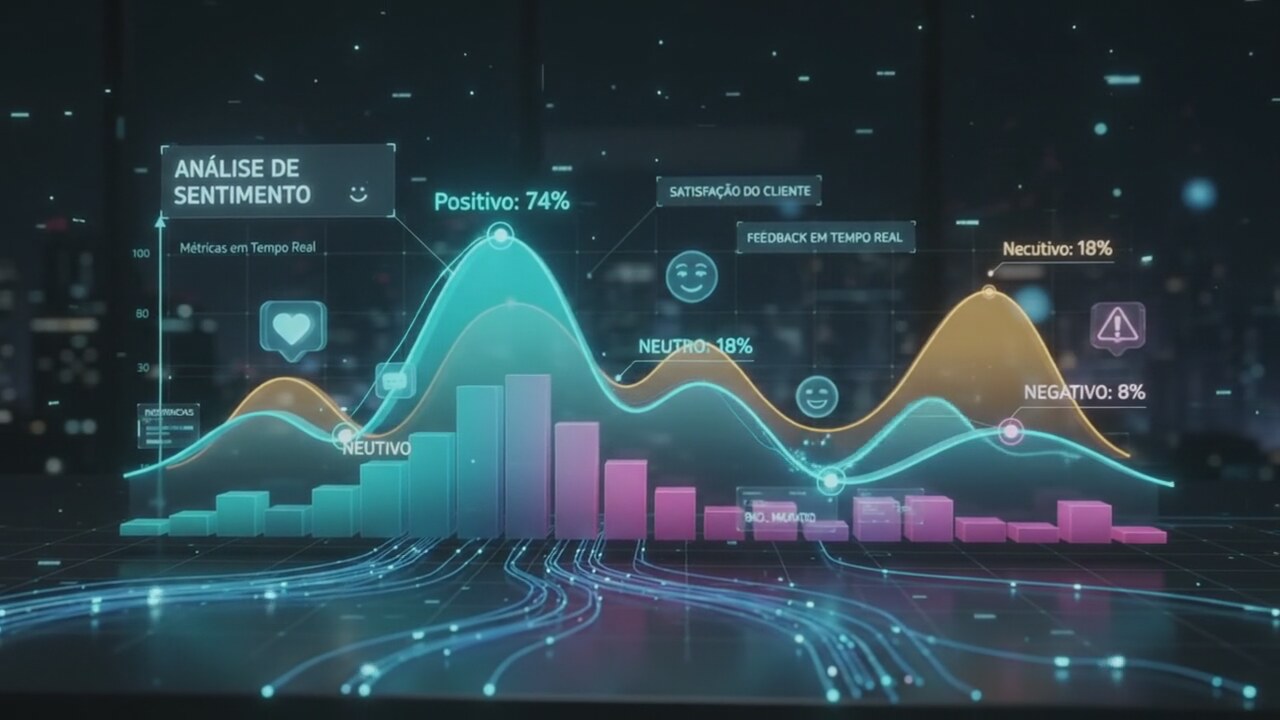 ANÁLISE DE
SENTIMENTO
Positivo: 74%
SATISFAÇÃO DO CLIENTE
FEEDBACK EM TEMPO REAL
Métricas em Tempo Real
Necutivo: 18%
100
80
NEUTRO: 18%
30
NEGATIVO: 8%
NEUTIVO